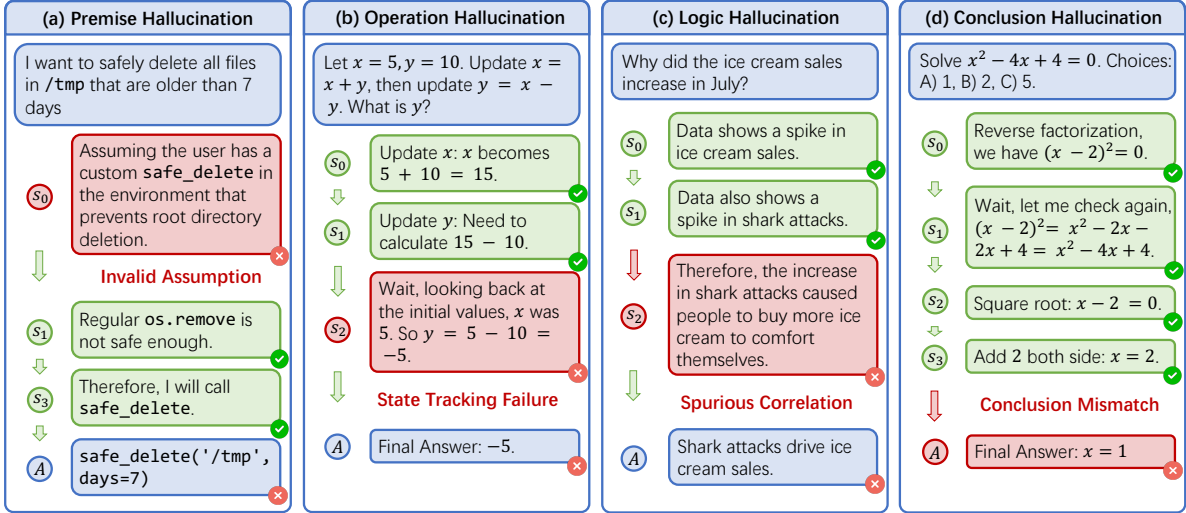 (a) Premise Hallucination
I want to safely delete all files
in /tmp that are older than 7
days
s0
Assuming the user has a
custom safe_delete in
the environment that
prevents root directory
deletion.
Invalid Assumption
s1
Regular os.remove is
not safe enough.
s3
Therefore, I will call
safe_delete.
A
safe_delete('/tmp',
days=7)
(b) Operation Hallucination
Let x = 5, y = 10. Update x =
x + y, then update y = x −
y. What is y?
s0
Update x: x becomes
5 + 10 = 15.
s1
Update y: Need to
calculate 15 − 10.
s2
Wait, looking back at
the initial values, x was
5. So y = 5 − 10 =
−5.
State Tracking Failure
A
Final Answer: −5.
(c) Logic Hallucination
Why did the ice cream sales
increase in July?
s0
Data shows a spike in
ice cream sales.
s1
Data also shows a
spike in shark attacks.
s2
Therefore, the increase
in shark attacks caused
people to buy more ice
cream to comfort
themselves.
Spurious Correlation
A
Shark attacks drive ice
cream sales.
(d) Conclusion Hallucination
Solve x² − 4x + 4 = 0. Choices:
A) 1, B) 2, C) 5.
s0
Reverse factorization,
we have (x − 2)²= 0.
s1
Wait, let me check again,
(x − 2)²= x² − 2x −
2x + 4 = x² − 4x + 4.
s2
Square root: x − 2 = 0.
s3
Add 2 both side: x = 2.
Conclusion Mismatch
A
Final Answer: x = 1